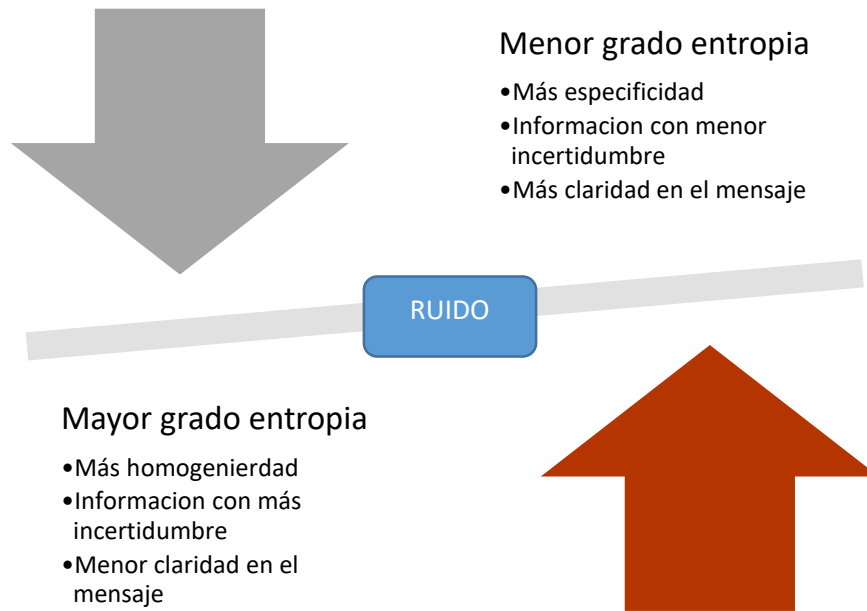 Menor grado entropia
•Más especificidad
•Informacion con menor
incertidumbre
•Más claridad en el mensaje
RUIDO
Mayor grado entropia
•Más homogenierdad
•Informacion con más
incertidumbre
•Menor claridad en el
mensaje